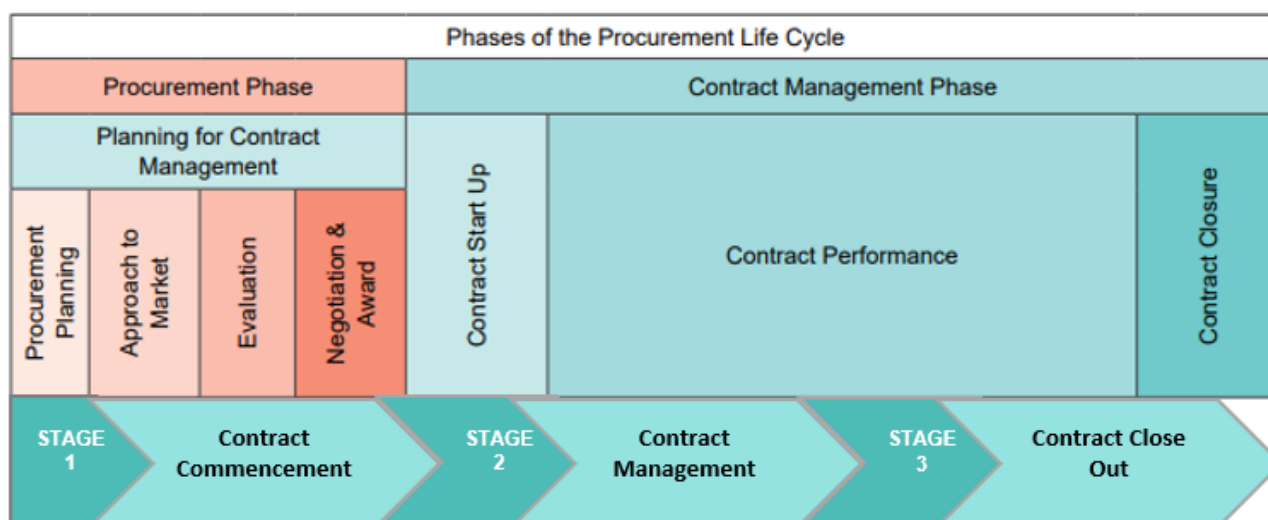 Phases of the Procurement Life Cycle
Procurement Phase
Contract Management Phase
Planning for Contract
Management
Procurement
Planning
Approach to
Market
Evaluation
Negotiation &
Award
Contract Start Up
Contract Performance
Contract Closure
STAGE
1
Contract
Commencement
STAGE
2
Contract
Management
STAGE
3
Contract Close
Out